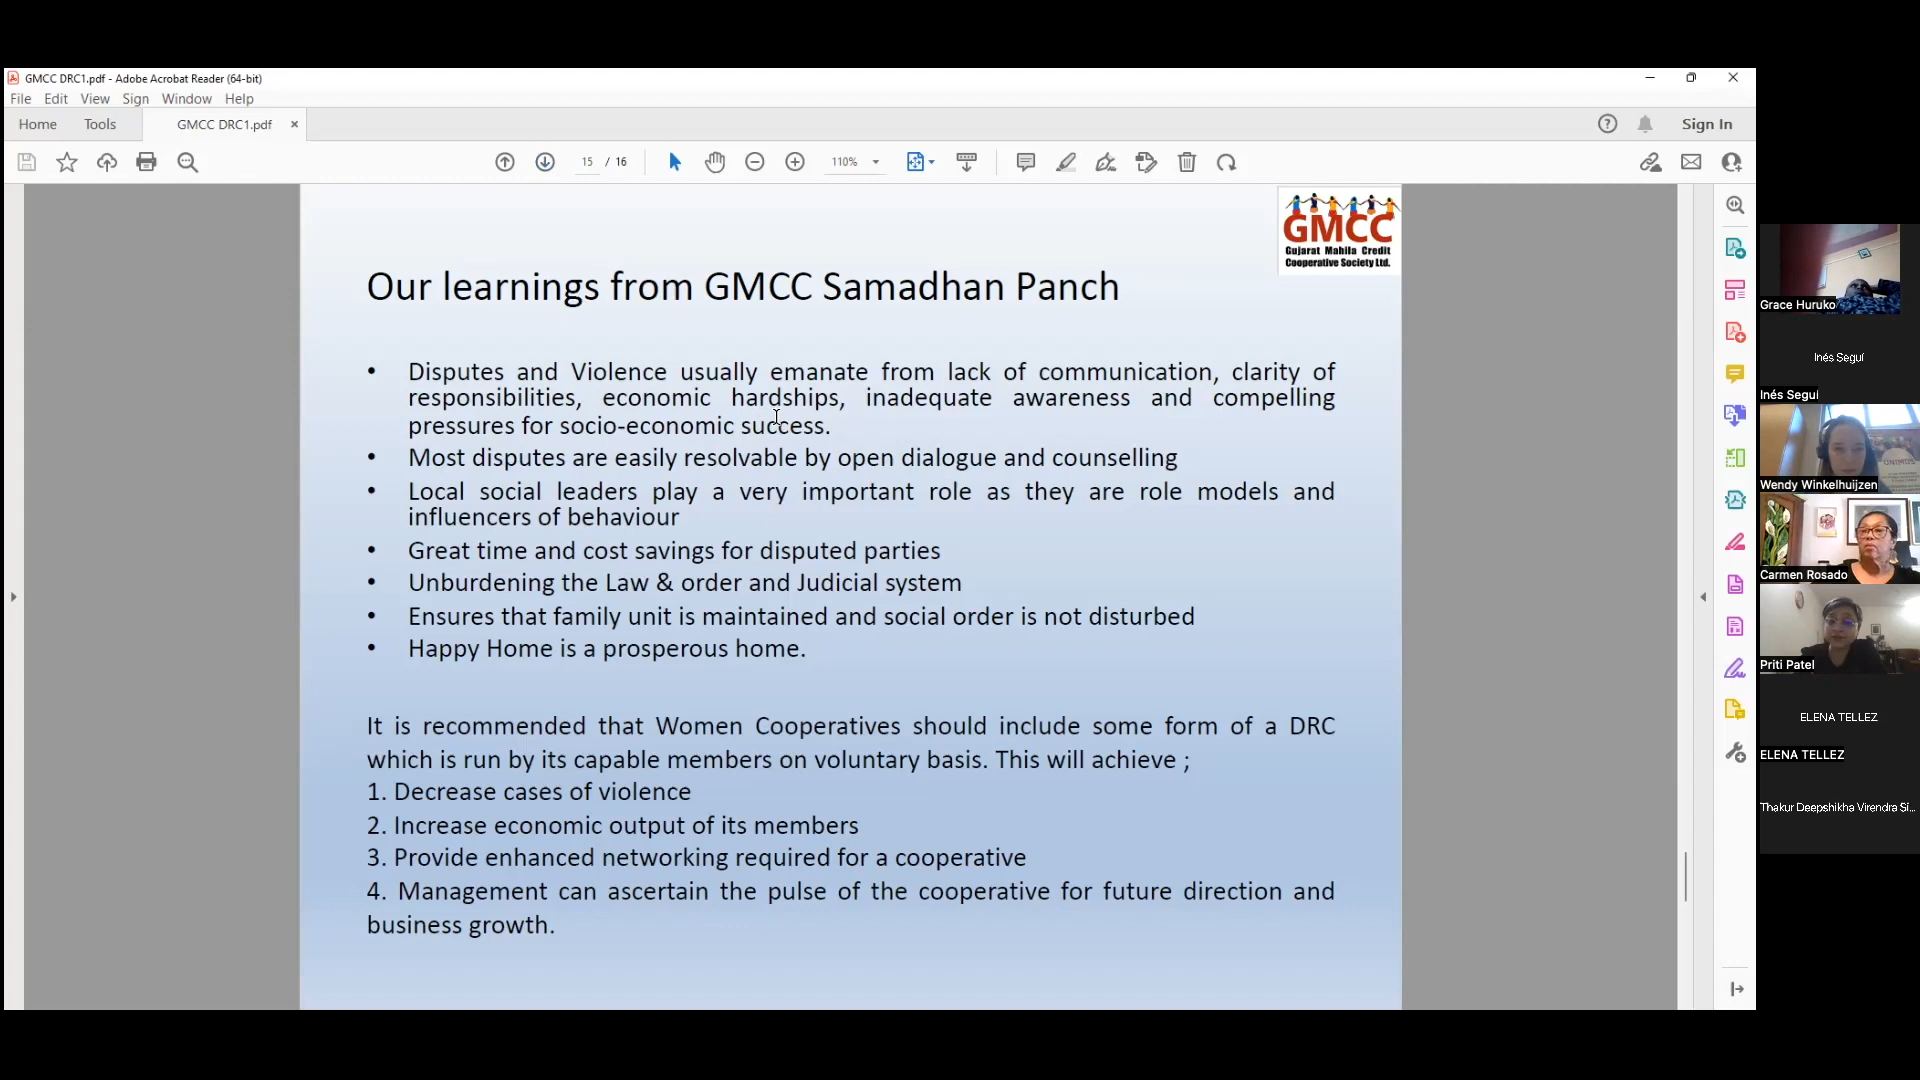 GMCC DRC1.pdf - Adobe Acrobat Reader (64-bit)
File Edit View Sign Window Help
Home Tools GMCC DRC1.pdf × Sign In
15 / 16 110%
GMCC
Gujarat Mahila Credit
Cooperative Society Ltd.
Our learnings from GMCC Samadhan Panch
• Disputes and Violence usually emanate from lack of communication, clarity of
responsibilities, economic hardships, inadequate awareness and compelling
pressures for socio-economic success.
• Most disputes are easily resolvable by open dialogue and counselling
• Local social leaders play a very important role as they are role models and
influencers of behaviour
• Great time and cost savings for disputed parties
• Unburdening the Law & order and Judicial system
• Ensures that family unit is maintained and social order is not disturbed
• Happy Home is a prosperous home.
It is recommended that Women Cooperatives should include some form of a DRC
which is run by its capable members on voluntary basis. This will achieve ;
1. Decrease cases of violence
2. Increase economic output of its members
3. Provide enhanced networking required for a cooperative
4. Management can ascertain the pulse of the cooperative for future direction and
business growth.
Grace Huruko
Inés Seguí
Inés Seguí
Wendy Winkelhuijzen
Carmen Rosado
Priti Patel
ELENA TELLEZ
ELENA TELLEZ
Thakur Deepshikha Virendra Si...